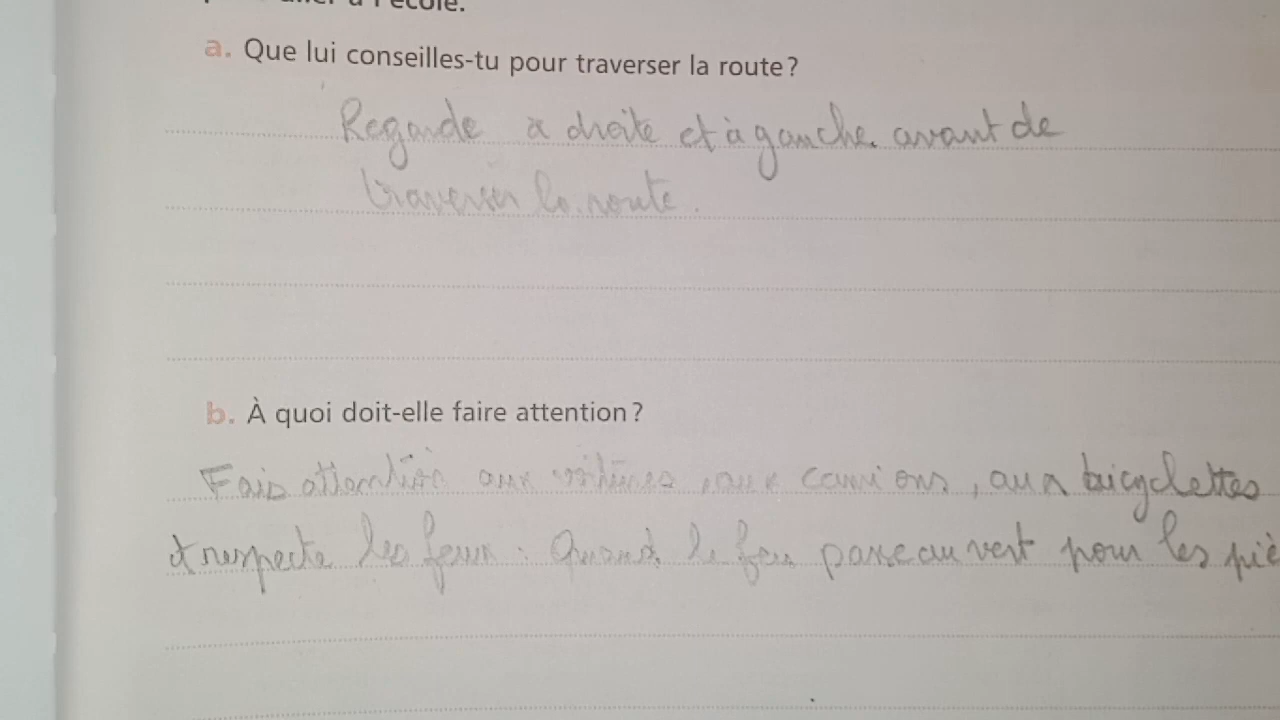 l'école.
a. Que lui conseilles-tu pour traverser la route ?
Regarde à droite et à gauche. avant de
traverser la route.
b. À quoi doit-elle faire attention ?
Fais attention aux voitures, aux camions, aux bicyclettes
et respecte les feux : Quand le feu passe au vert pour les piè